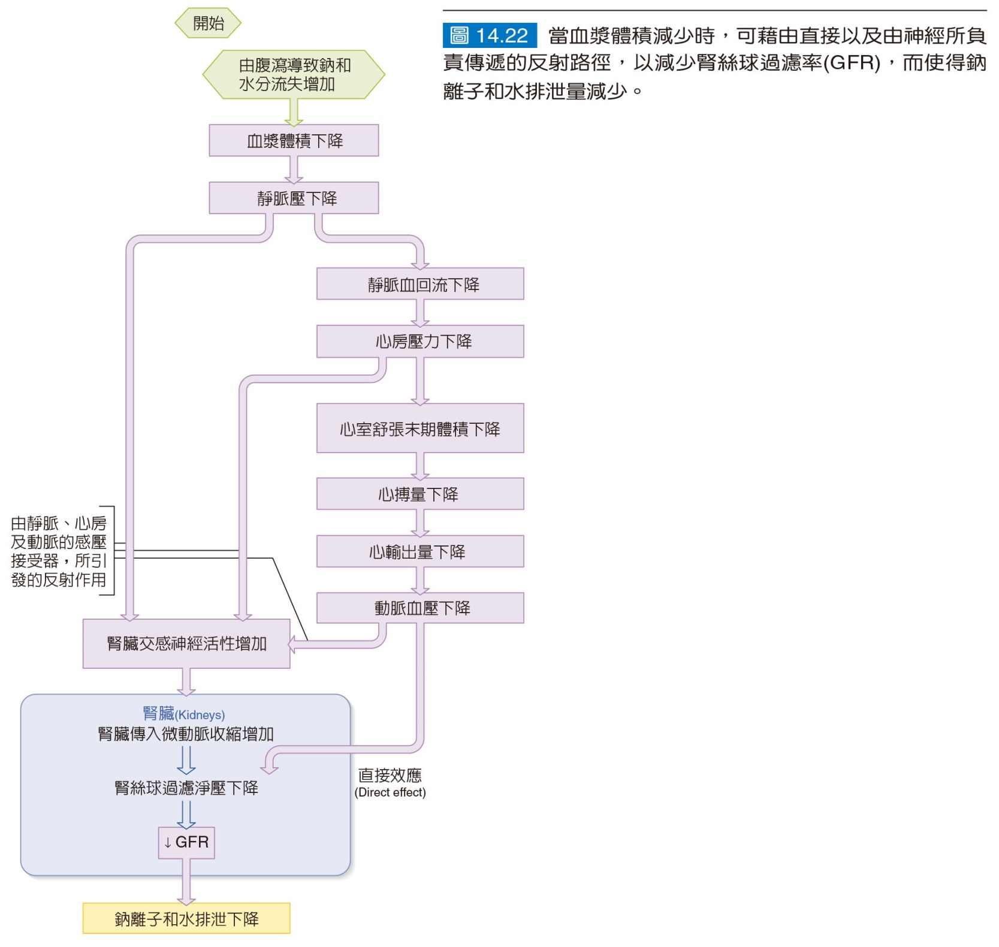 開始
圖 14.22 當血漿體積減少時，可藉由直接以及由神經所負
責傳遞的反射路徑，以減少腎絲球過濾率(GFR)，而使得鈉
離子和水排泄量減少。
由腹瀉導致鈉和
水分流失增加
血漿體積下降
靜脈壓下降
靜脈血回流下降
心房壓力下降
心室舒張末期體積下降
心搏量下降
心輸出量下降
動脈血壓下降
由靜脈、心房
及動脈的感壓
接受器，所引
發的反射作用
腎臟交感神經活性增加
腎臟(Kidneys)
腎臟傳入微動脈收縮增加
直接效應
(Direct effect)
腎絲球過濾淨壓下降
↓ GFR
鈉離子和水排泄下降